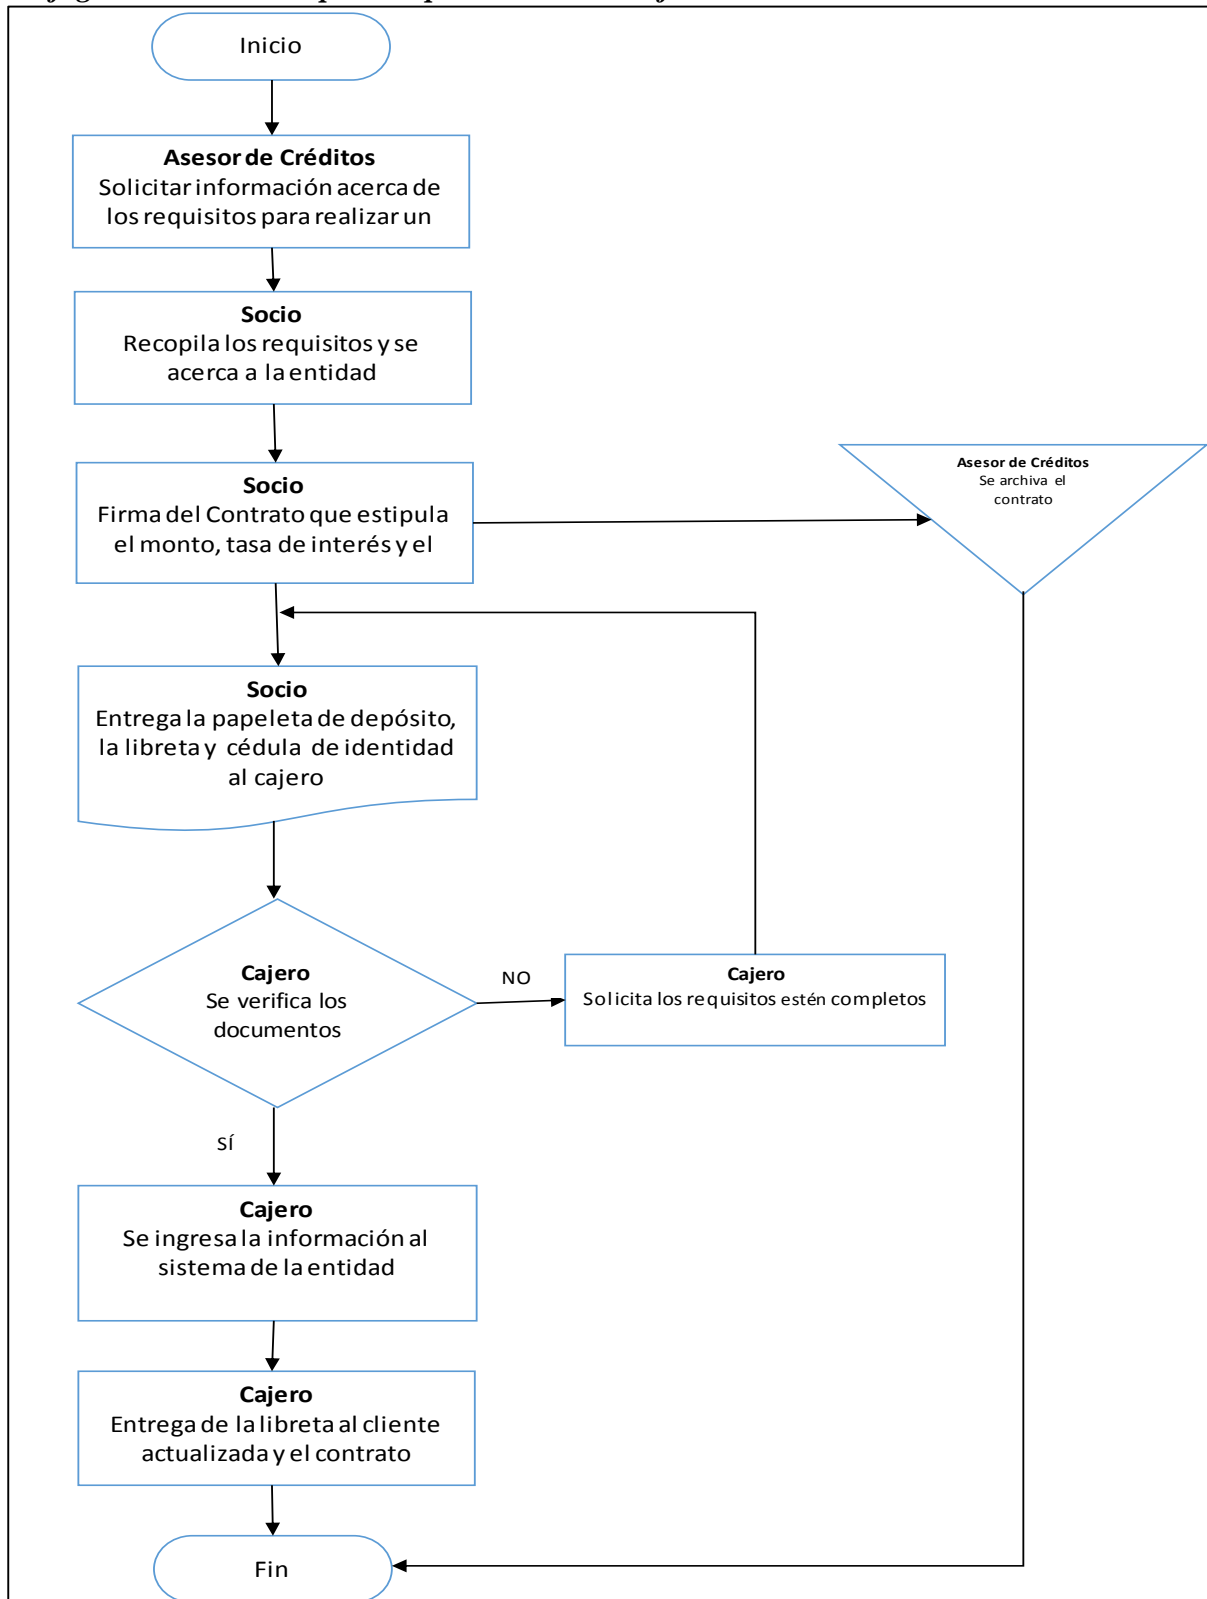 Inicio
Asesor de Créditos
Solicitar información acerca de
los requisitos para realizar un
Socio
Recopila los requisitos y se
acerca a la entidad
Socio
Firma del Contrato que estipula
el monto, tasa de interés y el
Asesor de Créditos
Se archiva el
contrato
Socio
Entrega la papeleta de depósito,
la libreta y cédula de identidad
al cajero
Cajero
Se verifica los
documentos
NO
Cajero
Solicita los requisitos estén completos
SÍ
Cajero
Se ingresa la información al
sistema de la entidad
Cajero
Entrega de la libreta al cliente
actualizada y el contrato
Fin